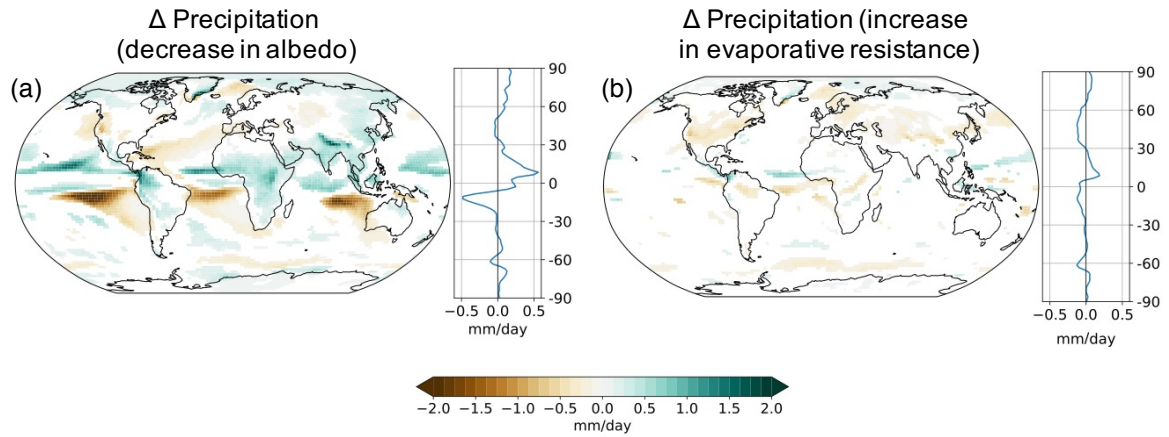 Δ Precipitation
(decrease in albedo)
Δ Precipitation (increase
in evaporative resistance)
(a)
90
60
30
0
-30
-60
-90
−0.5 0.0 0.5
mm/day
(b)
90
60
30
0
-30
-60
-90
−0.5 0.0 0.5
mm/day
−2.0 −1.5 −1.0 −0.5 0.0 0.5 1.0 1.5 2.0
mm/day